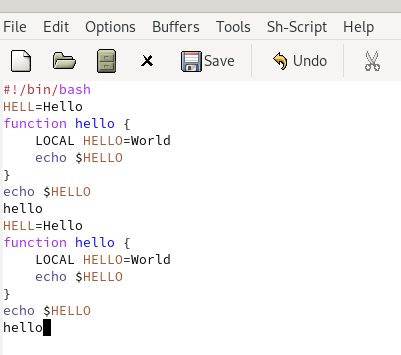 File Edit Options Buffers Tools Sh-Script Help
Save Undo
#!/bin/bash
HELL=Hello
function hello {
    LOCAL HELLO=World
    echo $HELLO
}
echo $HELLO
hello
HELL=Hello
function hello {
    LOCAL HELLO=World
    echo $HELLO
}
echo $HELLO
hello